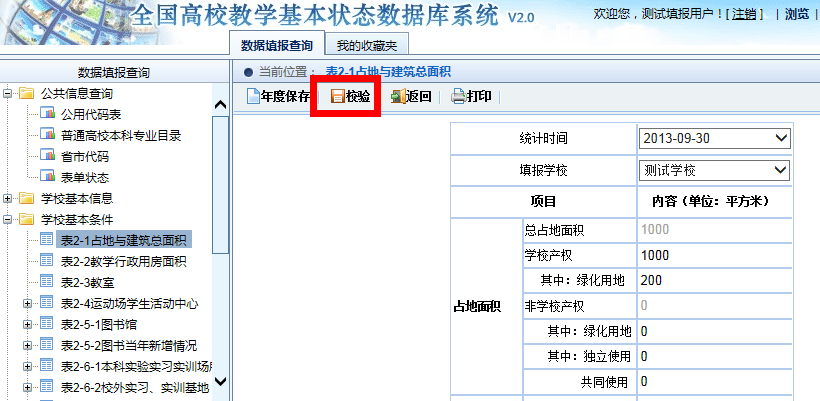 全国高校教学基本状态数据库系统 V2.0
欢迎您，测试填报用户！[ 注销 ] | 浏览
数据填报查询 我的收藏夹
数据填报查询
当前位置： 表2-1占地与建筑总面积
公共信息查询
公用代码表
普通高校本科专业目录
省市代码
表单状态
学校基本信息
学校基本条件
表2-1占地与建筑总面积
表2-2教学行政用房面积
表2-3教室
表2-4运动场学生活动中心
表2-5-1图书馆
表2-5-2图书当年新增情况
表2-6-1本科实验实习实训场
表2-6-2校外实习、实训基地
年度保存 校验 返回 打印
统计时间 2013-09-30
填报学校 测试学校
项目 内容（单位：平方米）
占地面积
总占地面积 1000
学校产权 1000
其中：绿化用地 200
非学校产权 0
其中：绿化用地 0
其中：独立使用 0
共同使用 0